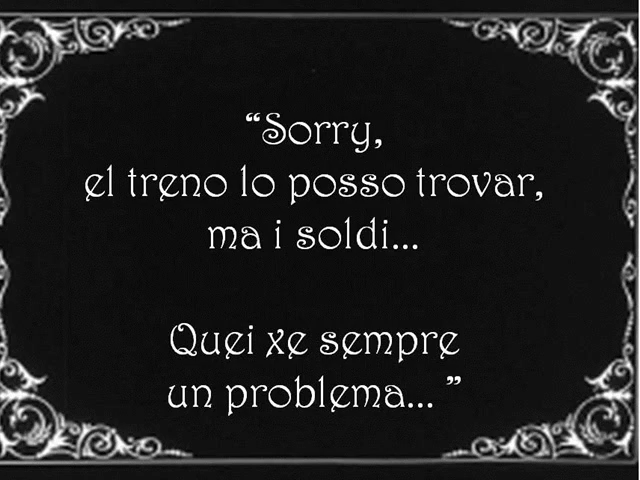 “Sorry,
el treno lo posso trovar,
ma i soldi...
Quei xe sempre
un problema... ”